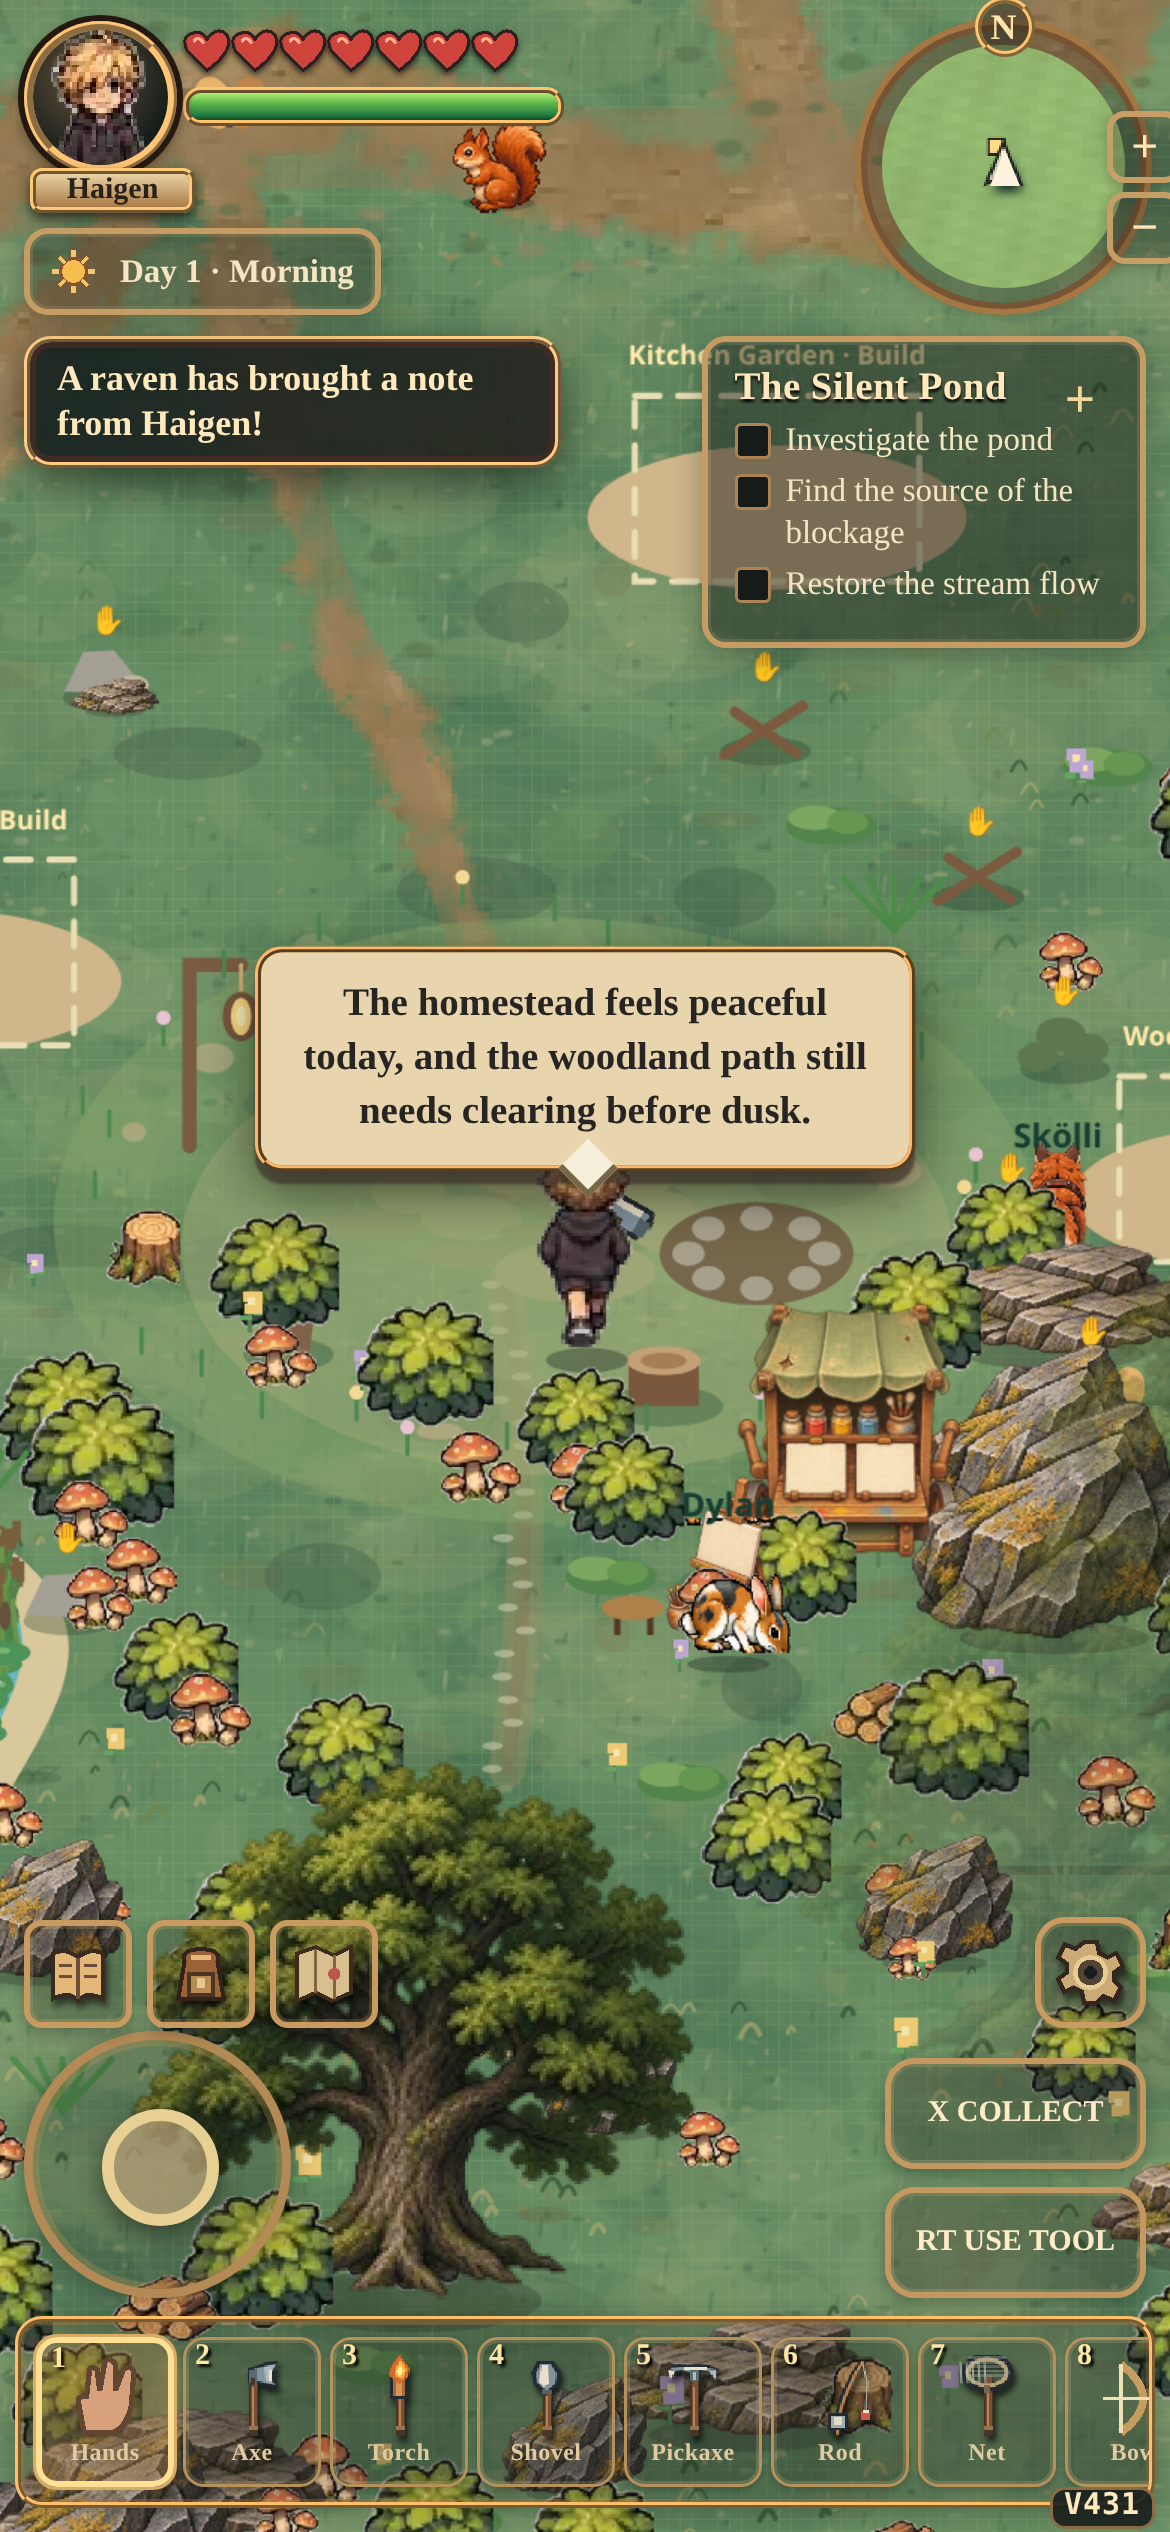 N
Haigen
+
−
Day 1 · Morning
A raven has brought a note
from Haigen!
Kitchen Garden · Build
The Silent Pond
+
Investigate the pond
Find the source of the
blockage
Restore the stream flow
Build
The homestead feels peaceful
today, and the woodland path still
needs clearing before dusk.
Woo
Skölli
Dylan
X COLLECT
RT USE TOOL
1
Hands
2
Axe
3
Torch
4
Shovel
5
Pickaxe
6
Rod
7
Net
8
Bow
V431